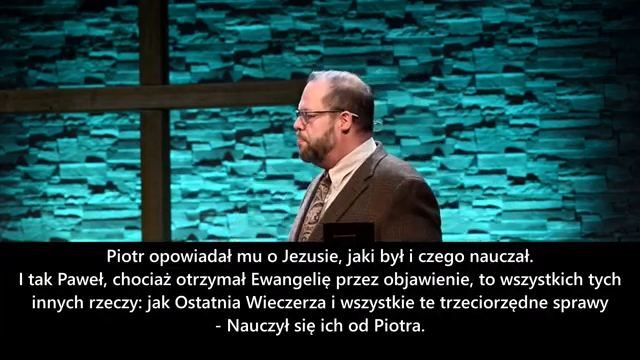 Piotr opowiadał mu o Jezusie, jaki był i czego nauczał.
I tak Paweł, chociaż otrzymał Ewangelię przez objawienie, to wszystkich tych
innych rzeczy: jak Ostatnia Wieczerza i wszystkie te trzeciorzędne sprawy
- Nauczył się ich od Piotra.